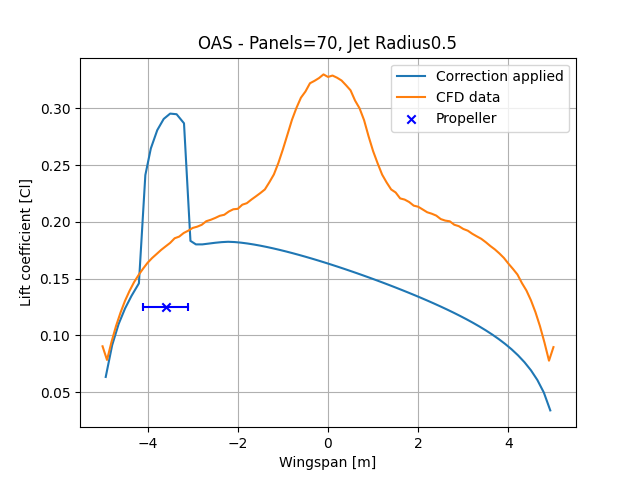 OAS - Panels=70, Jet Radius0.5
Correction applied
CFD data
Propeller
Lift coefficient [Cl]
0.30
0.25
0.20
0.15
0.10
0.05
−4 −2 0 2 4
Wingspan [m]